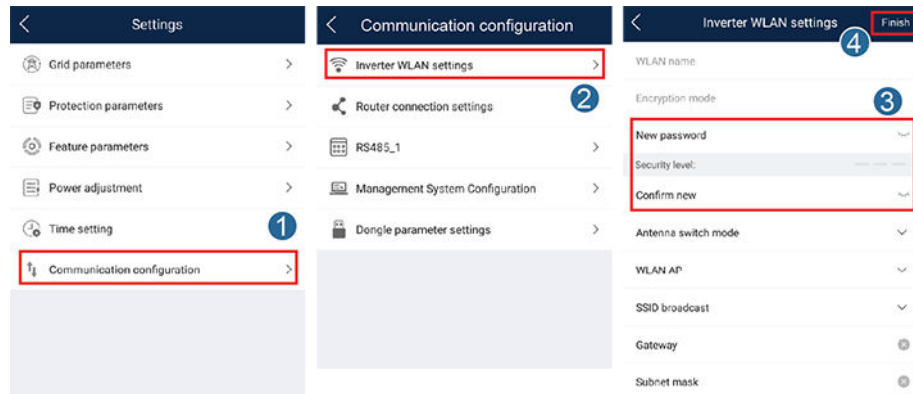 Settings
Grid parameters
Protection parameters
Feature parameters
Power adjustment
Time setting
1
Communication configuration
Communication configuration
Inverter WLAN settings
2
Router connection settings
RS485_1
Management System Configuration
Dongle parameter settings
Inverter WLAN settings
Finish
4
WLAN name
Encryption mode
3
New password
Security level:
Confirm new
Antenna switch mode
WLAN AP
SSID broadcast
Gateway
Subnet mask